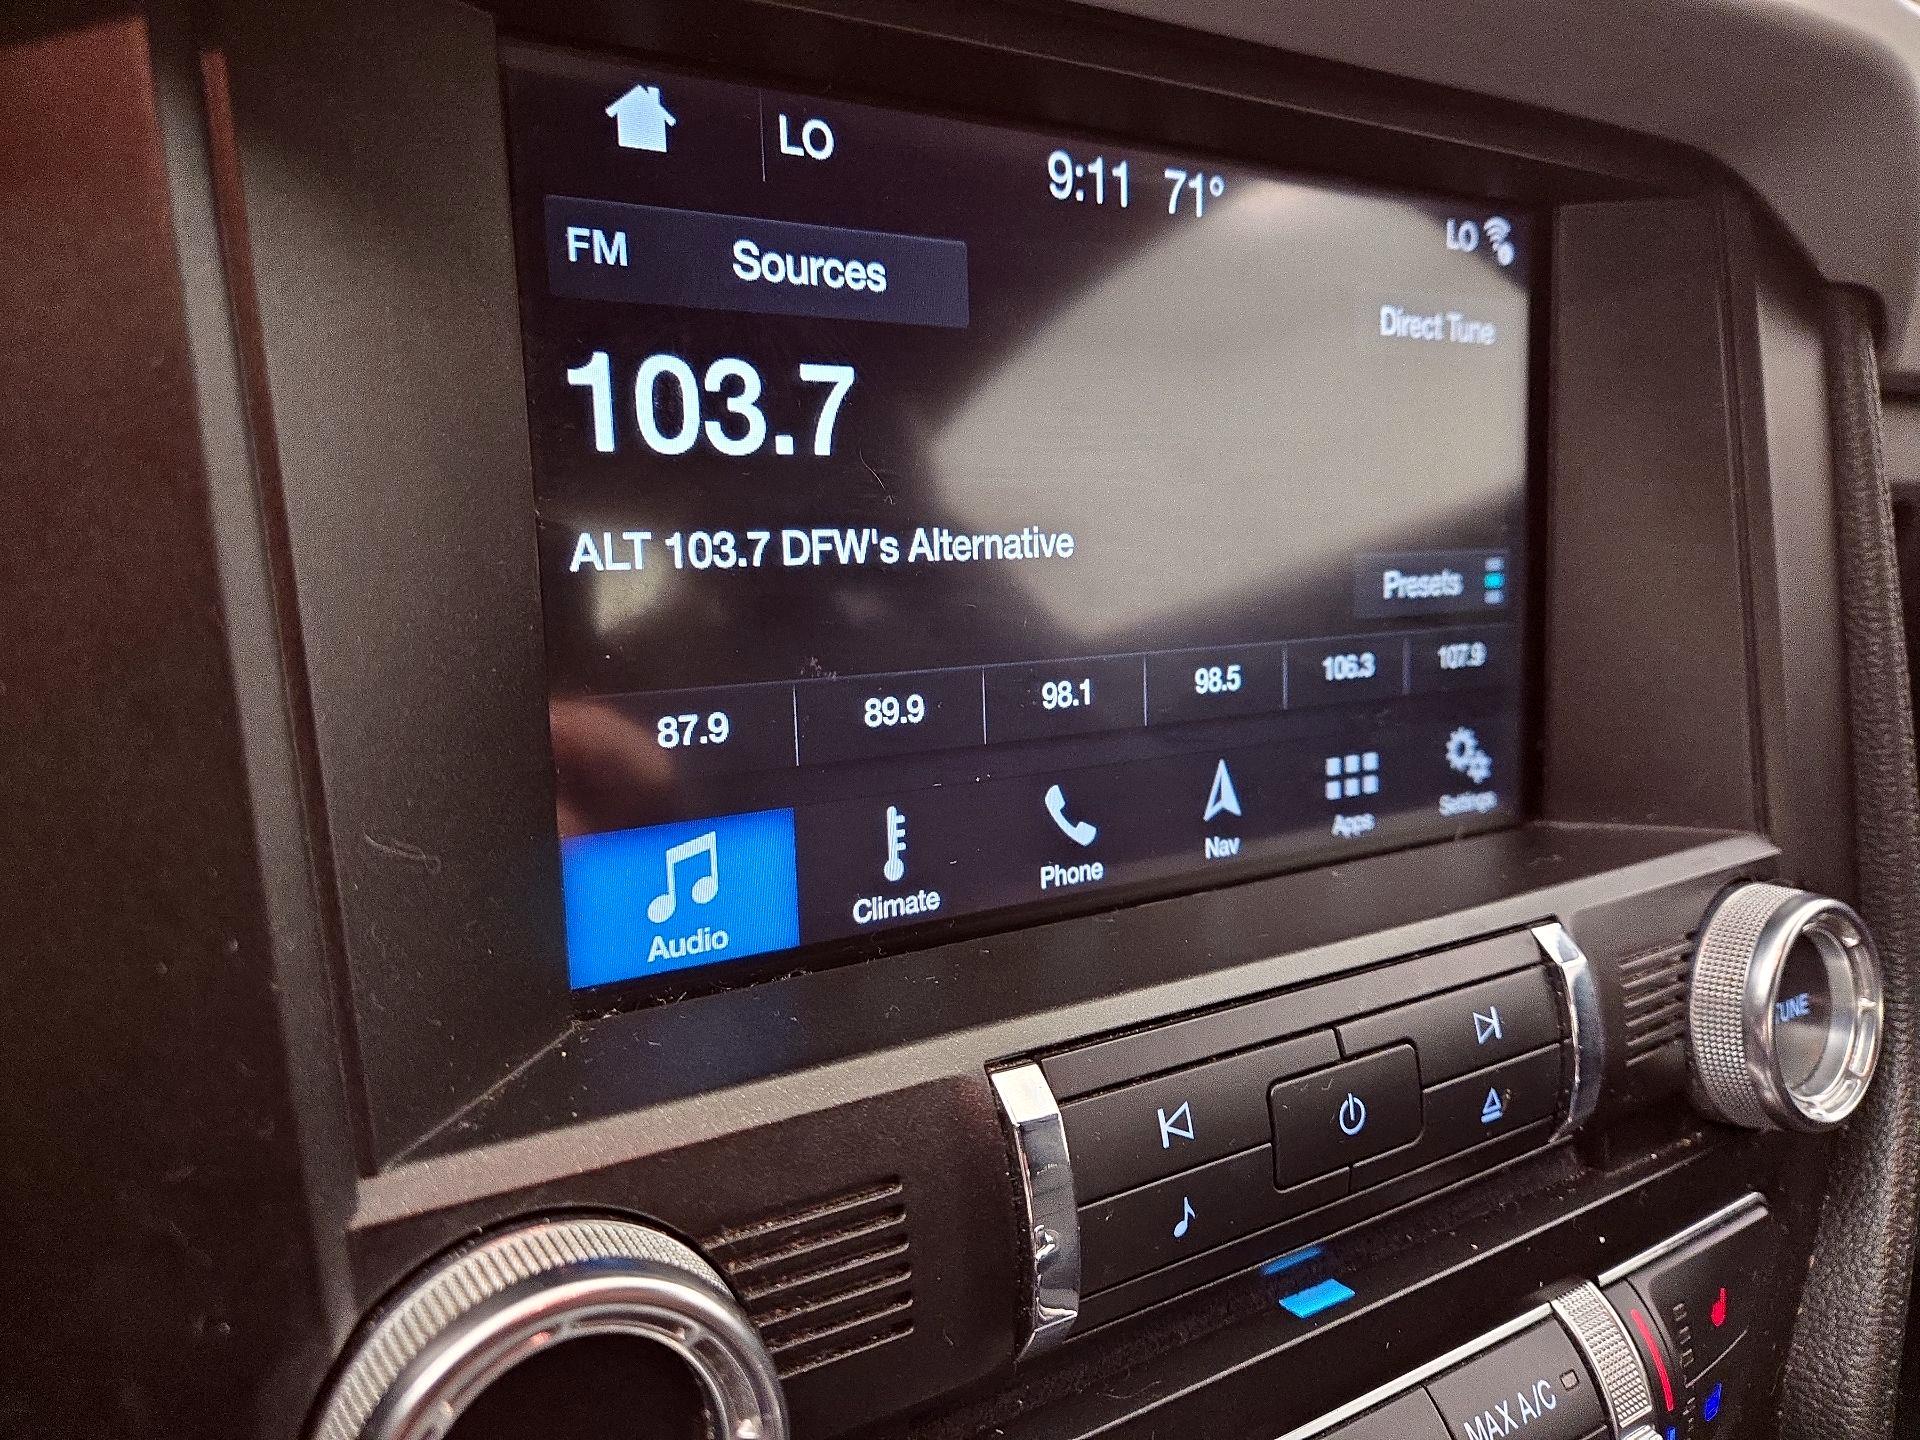 LO
9:11 71°
LO
FM Sources
Direct Tune
103.7
ALT 103.7 DFW's Alternative
Presets
87.9 89.9 98.1 98.5 106.3 107.9
Audio Climate Phone Nav Apps Settings
TUNE
MAX A/C